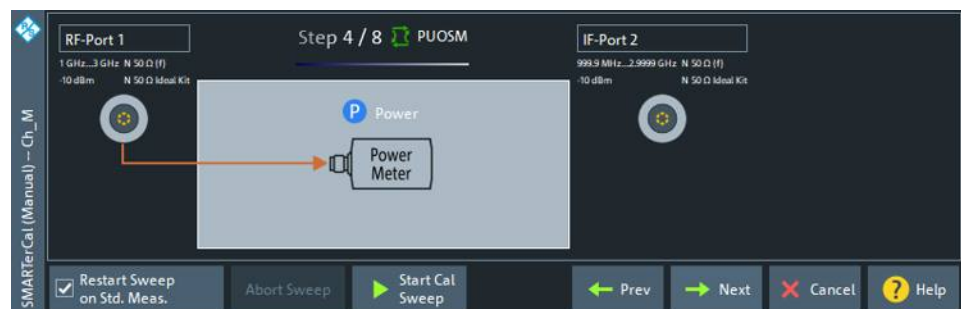 SMARTerCal (Manual) – Ch_M
RF-Port 1
1 GHz...3 GHz N 50 Ω (f)
-10 dBm N 50 Ω Ideal Kit
Step 4 / 8 PUOSM
IF-Port 2
999.9 MHz...2.9999 GHz N 50 Ω (f)
-10 dBm N 50 Ω Ideal Kit
P Power
Power
Meter
Restart Sweep
on Std. Meas.
Abort Sweep
Start Cal
Sweep
Prev
Next
Cancel
? Help